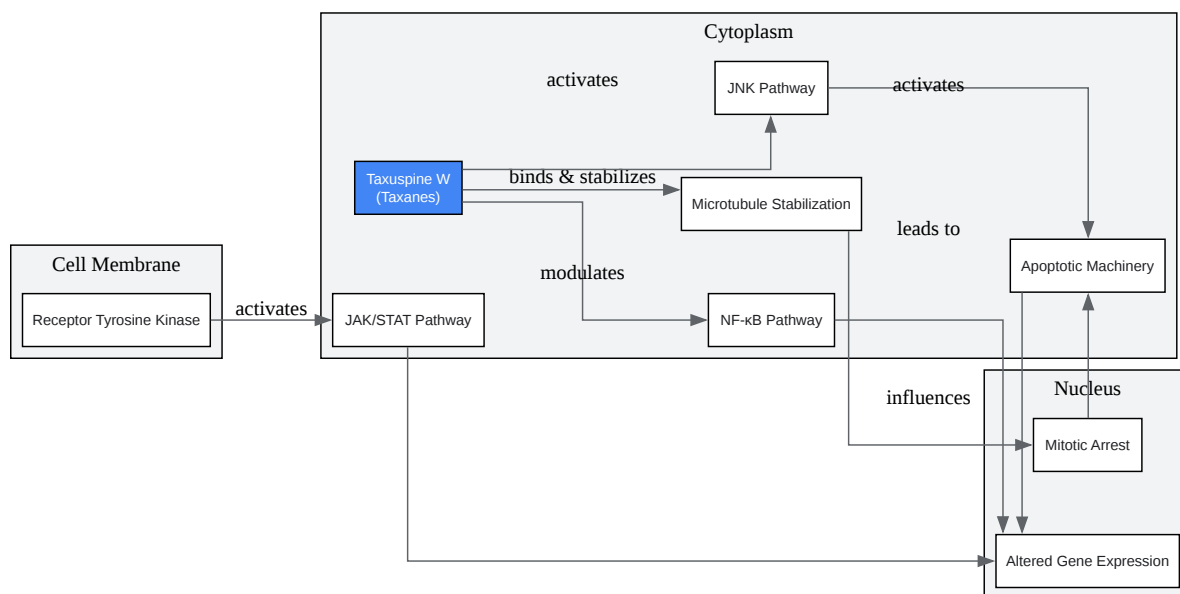 Cytoplasm
activates
JNK Pathway
activates
Taxuspine W
(Taxanes)
binds & stabilizes
Microtubule Stabilization
leads to
Cell Membrane
modulates
Apoptotic Machinery
Receptor Tyrosine Kinase
activates
JAK/STAT Pathway
NF-κB Pathway
Nucleus
influences
Mitotic Arrest
Altered Gene Expression